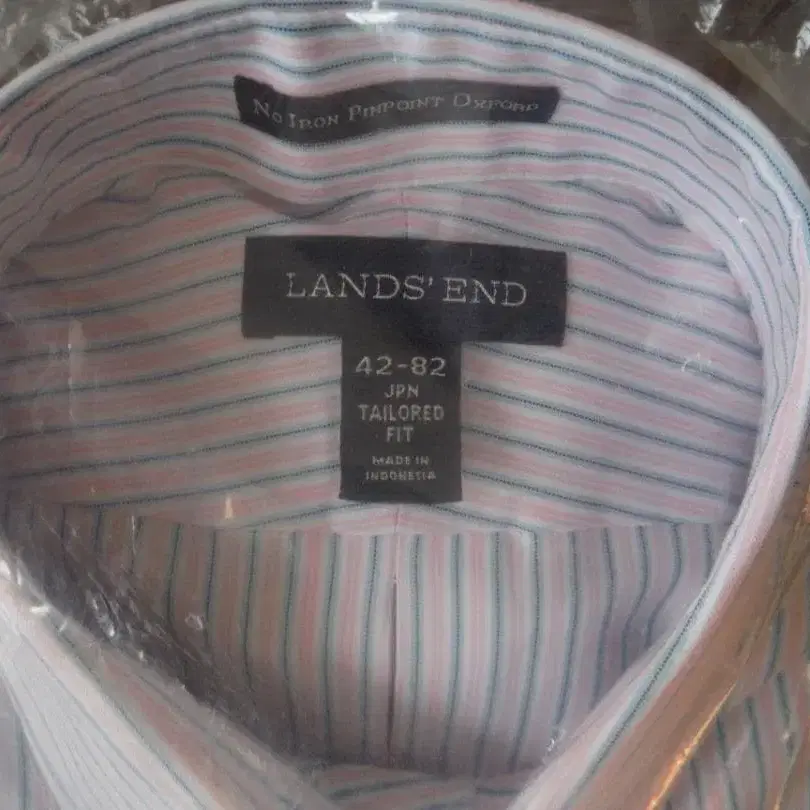 No Iron Pinpoint Oxford
LANDS' END
42-82
JPN
TAILORED
FIT
MADE IN
INDONESIA